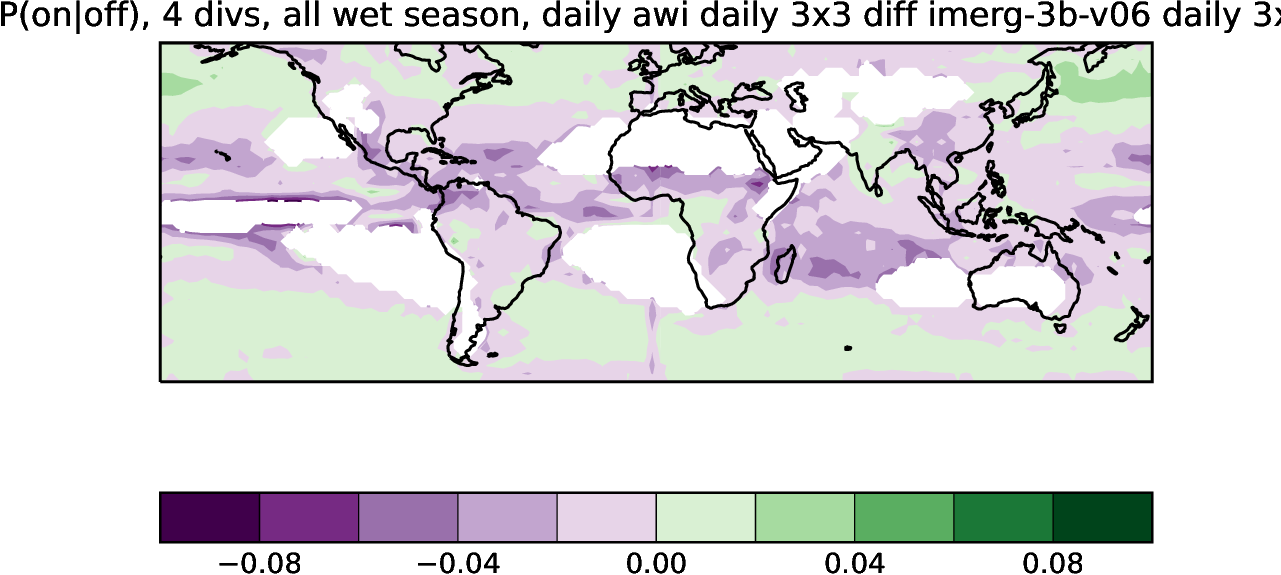 P(on|off), 4 divs, all wet season, daily awi daily 3x3 diff imerg-3b-v06 daily 3x
−0.08 −0.04 0.00 0.04 0.08